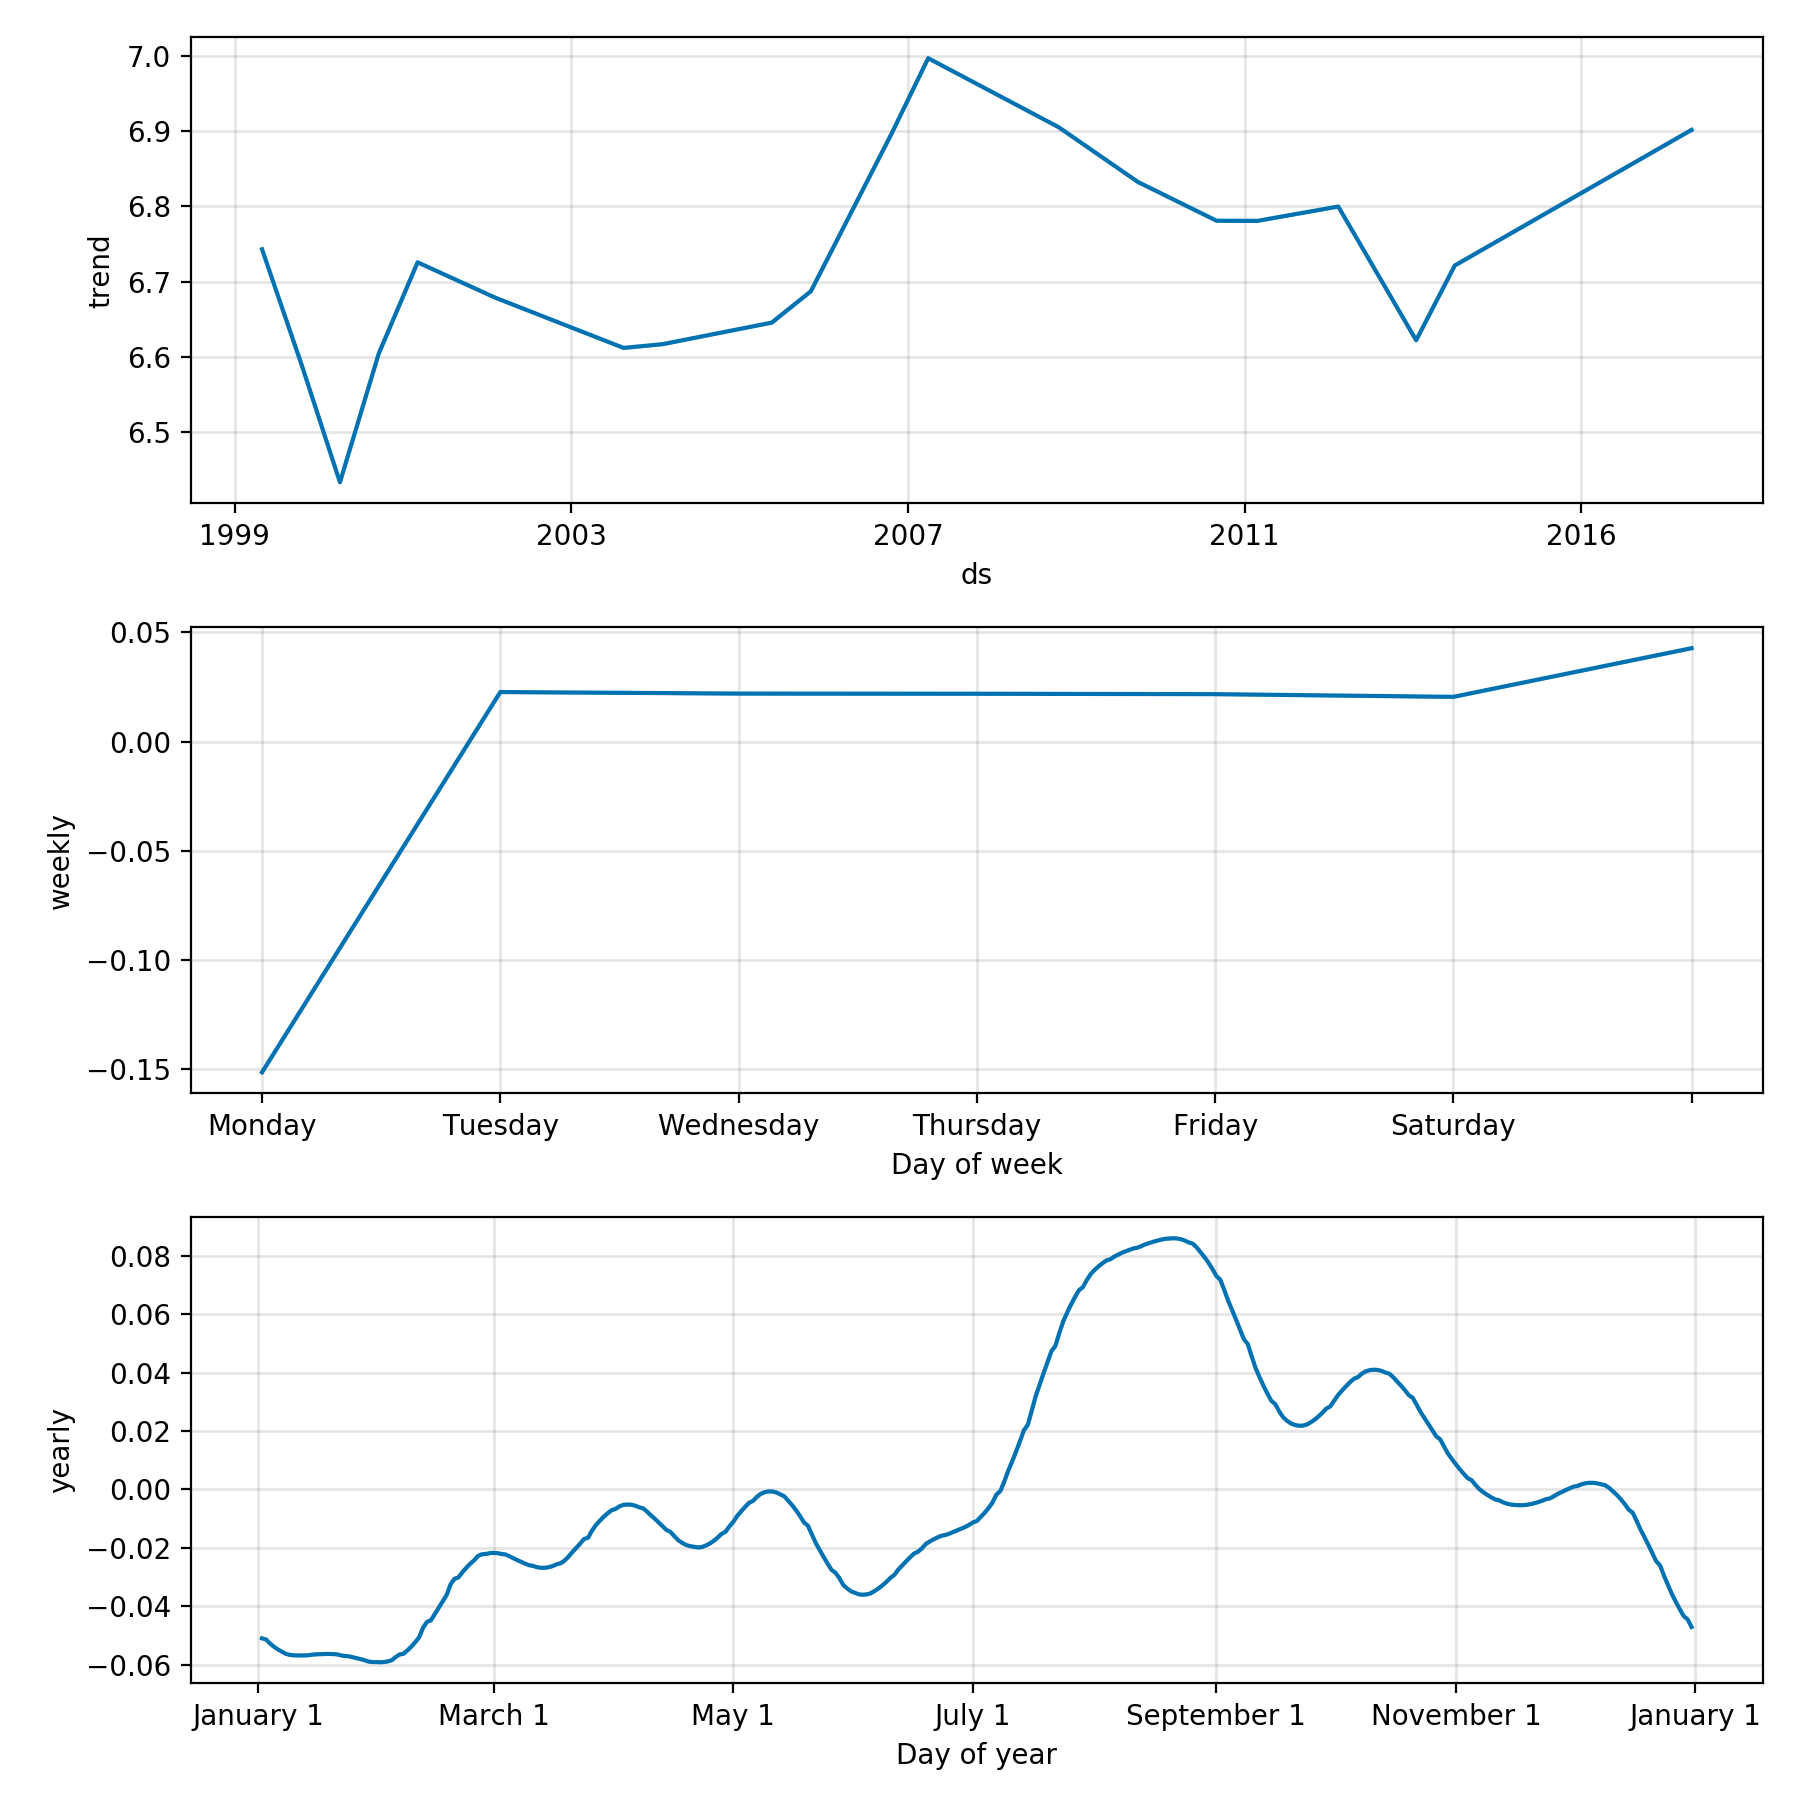 7.0
6.9
6.8
6.7
6.6
6.5
trend
1999 2003 2007 2011 2016
ds
0.05
0.00
−0.05
−0.10
−0.15
weekly
Monday Tuesday Wednesday Thursday Friday Saturday
Day of week
0.08
0.06
0.04
0.02
0.00
−0.02
−0.04
−0.06
yearly
January 1 March 1 May 1 July 1 September 1 November 1 January 1
Day of year